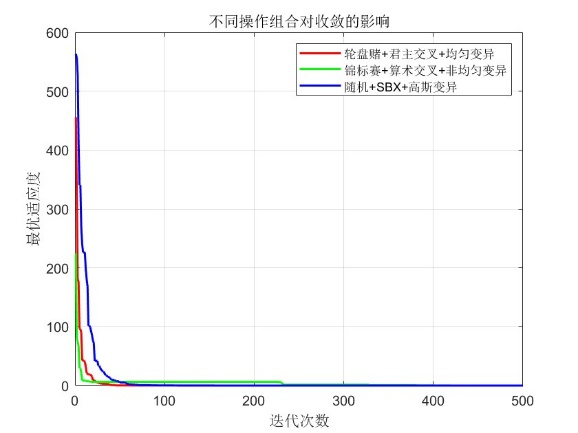 不同操作组合对收敛的影响
600
500
400
300
200
100
0
最优适应度
轮盘赌+君主交叉+均匀变异
锦标赛+算术交叉+非均匀变异
随机+SBX+高斯变异
0 100 200 300 400 500
迭代次数